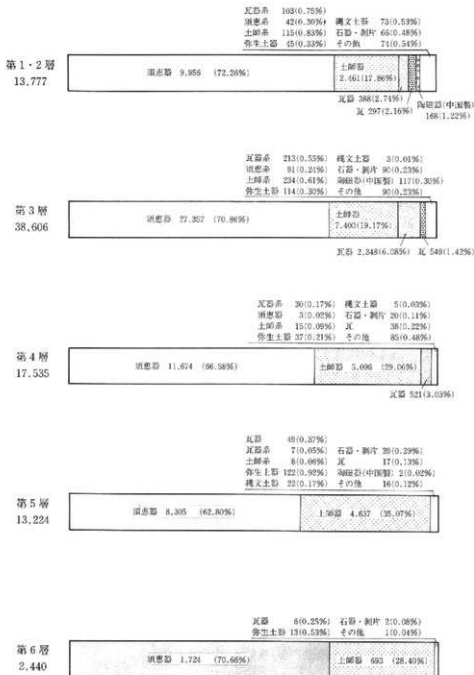 瓦器系 103(0.75%)
須恵系 42(0.30%) 縄文土器 73(0.53%)
土師系 115(0.83%) 石器・剥片 66(0.48%)
弥生土器 45(0.33%) その他 74(0.54%)
第1・2層
13,777
須恵器 9,956 (72.26%)
土師器
2,461(17.86%)
瓦器 388(2.74%)
瓦 297(2.16%)
陶磁器(中国製)
168(1.22%)
瓦器系 213(0.55%) 縄文土器 3(0.01%)
須恵系 91(0.24%) 石器・剥片 90(0.23%)
土師系 234(0.61%) 陶磁器(中国製) 117(0.30%)
弥生土器 114(0.30%) その他 90(0.23%)
第3層
38,606
須恵器 27,357 (70.86%)
土師器
7,400(19.17%)
瓦器 2,348(6.08%) 瓦 549(1.42%)
瓦器系 30(0.17%) 縄文土器 5(0.03%)
須恵系 3(0.02%) 石器・剥片 20(0.11%)
土師系 15(0.09%) 瓦 38(0.22%)
弥生土器 37(0.21%) その他 85(0.48%)
第4層
17,535
須恵器 11,674 (66.58%)
土師器 5,096 (29.06%)
瓦器 521(3.03%)
瓦器 49(0.37%)
瓦器系 7(0.05%) 石器・剥片 39(0.29%)
土師系 8(0.06%) 瓦 17(0.13%)
弥生土器 122(0.92%) 陶磁器(中国製) 2(0.02%)
縄文土器 22(0.17%) その他 16(0.12%)
第5層
13,224
須恵器 8,305 (62.80%)
土師器 4,637 (35.07%)
瓦器 6(0.25%) 石器・剥片 2(0.08%)
弥生土器 13(0.53%) その他 1(0.04%)
第6層
2,440
須恵器 1,724 (70.66%)
土師器 693 (28.40%)